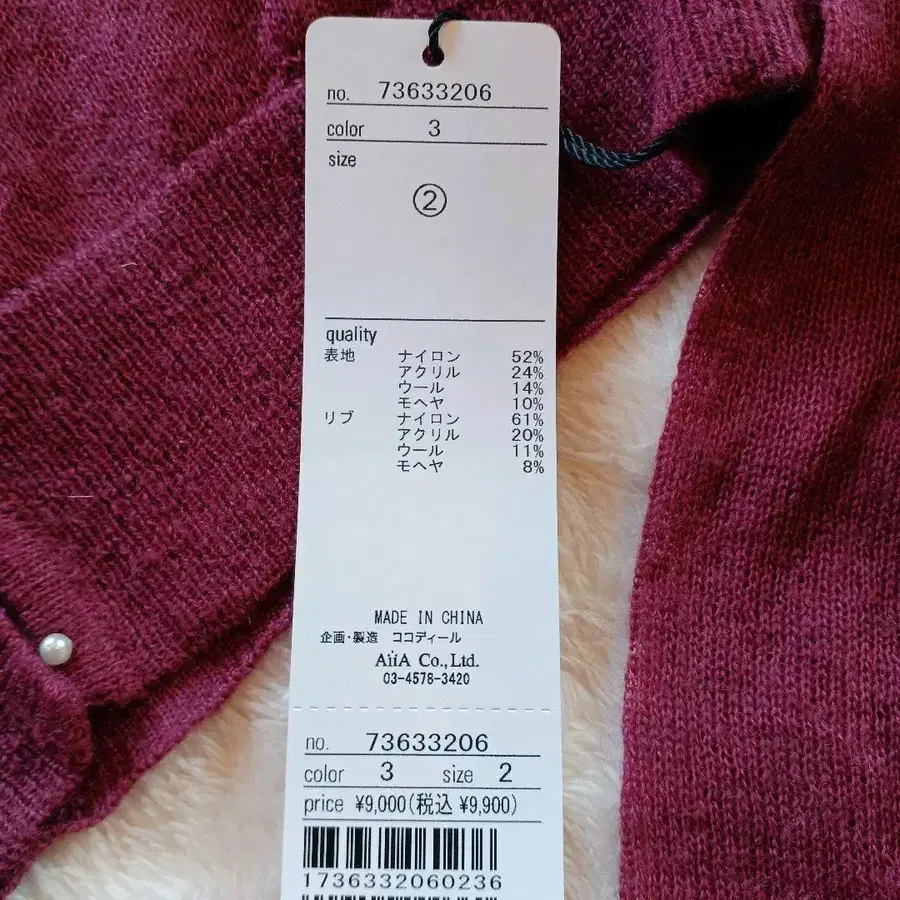 no. 73633206
color 3
size
②
quality
表地 ナイロン 52%
アクリル 24%
ウール 14%
モヘヤ 10%
リブ ナイロン 61%
アクリル 20%
ウール 11%
モヘヤ 8%
MADE IN CHINA
企画・製造 ココディール
AiiA Co.,Ltd.
03-4578-3420
no. 73633206
color 3 size 2
price ¥9,000(税込 ¥9,900)
1736332060236